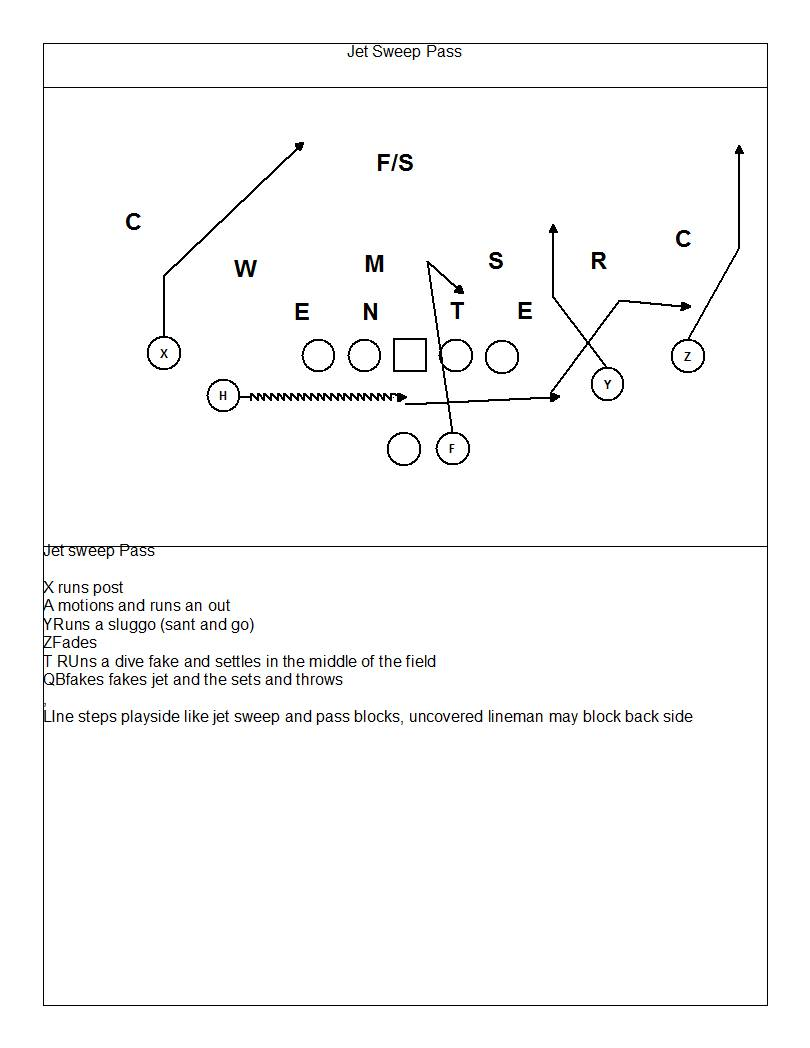 Jet Sweep Pass
F/S
C
C
W
M
S
R
E
N
T
E
X
Z
Y
H
F
Jet sweep Pass
X runs post
A motions and runs an out
YRuns a sluggo (sant and go)
ZFades
T RUns a dive fake and settles in the middle of the field
QBfakes fakes jet and the sets and throws
,
LIne steps playside like jet sweep and pass blocks, uncovered lineman may block back side